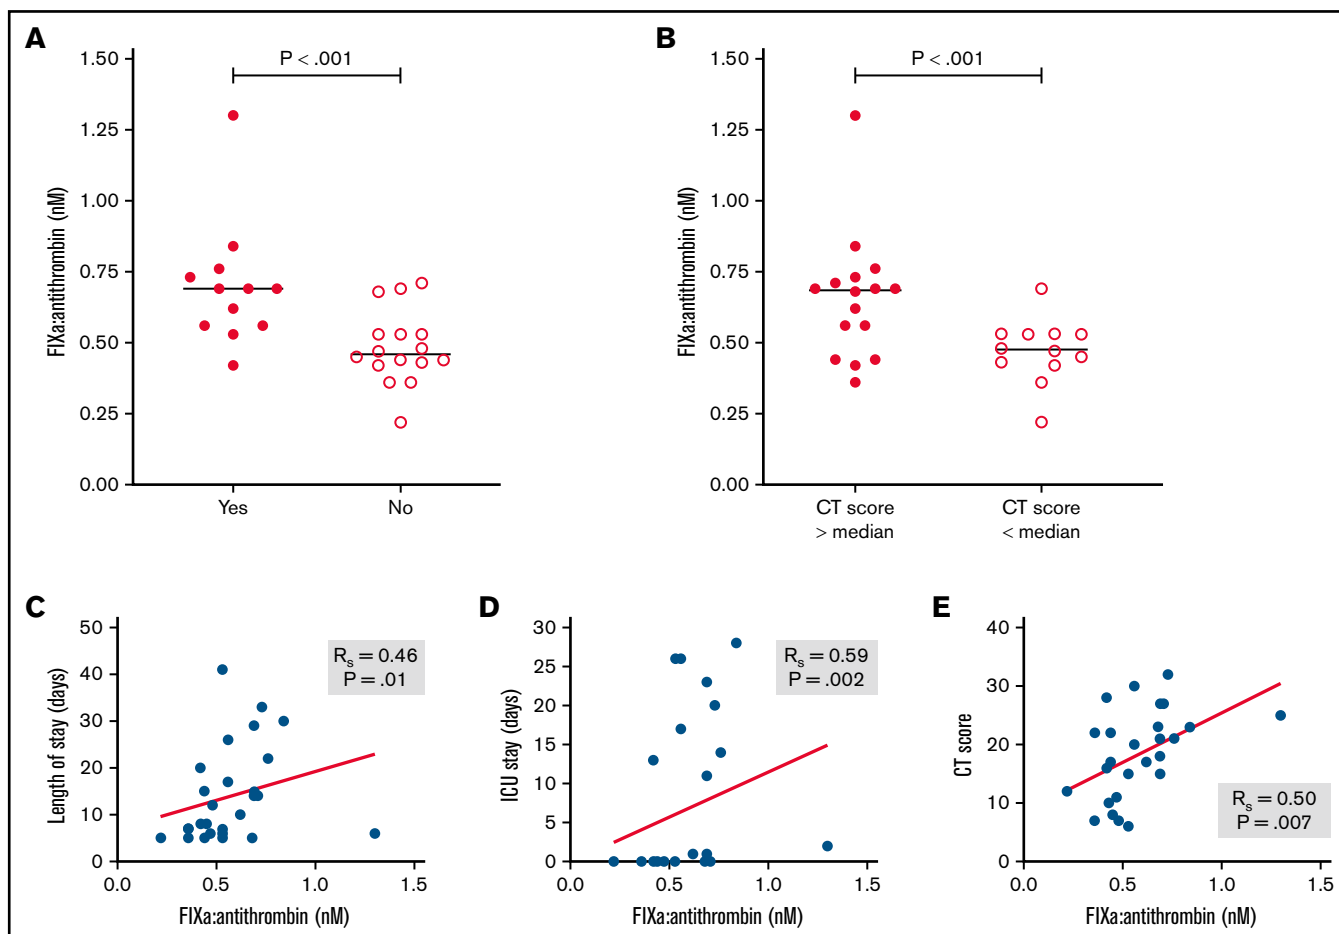 A
P < .001
1.50
1.25
1.00
0.75
0.50
0.25
0.00
FIXa:antithrombin (nM)
Yes
No
B
P < .001
1.50
1.25
1.00
0.75
0.50
0.25
0.00
FIXa:antithrombin (nM)
CT score
> median
CT score
< median
C
50
40
30
20
10
0
Length of stay (days)
Rs = 0.46
P = .01
0.0
0.5
1.0
1.5
FIXa:antithrombin (nM)
D
30
25
20
15
10
5
0
ICU stay (days)
Rs = 0.59
P = .002
0.0
0.5
1.0
1.5
FIXa:antithrombin (nM)
E
40
30
20
10
0
CT score
Rs = 0.50
P = .007
0.0
0.5
1.0
1.5
FIXa:antithrombin (nM)